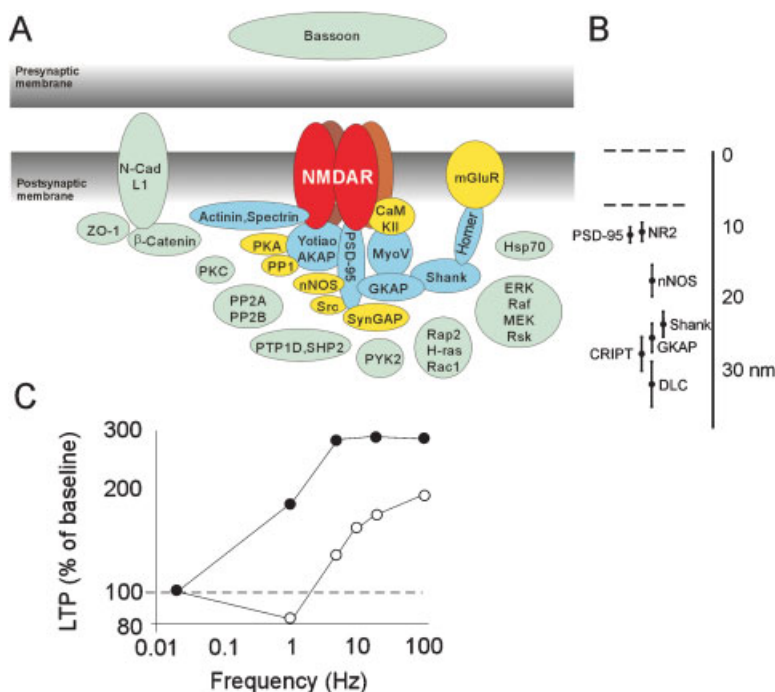 A
Bassoon
Presynaptic
membrane
Postsynaptic
membrane
N-Cad
L1
NMDAR
mGluR
ZO-1
β-Catenin
Actinin,Spectrin
CaM
KII
PKA
Yotiao
AKAP
PSD-95
MyoV
Homer
Hsp70
PKC
PP1
nNOS
GKAP
Shank
PP2A
PP2B
Src
SynGAP
ERK
Raf
MEK
Rsk
PTP1D,SHP2
PYK2
Rap2
H-ras
Rac1
B
0
10
20
30 nm
PSD-95
NR2
nNOS
Shank
GKAP
CRIPT
DLC
C
LTP (% of baseline)
300
200
100
80
0.01
0.1
1
10
100
Frequency (Hz)